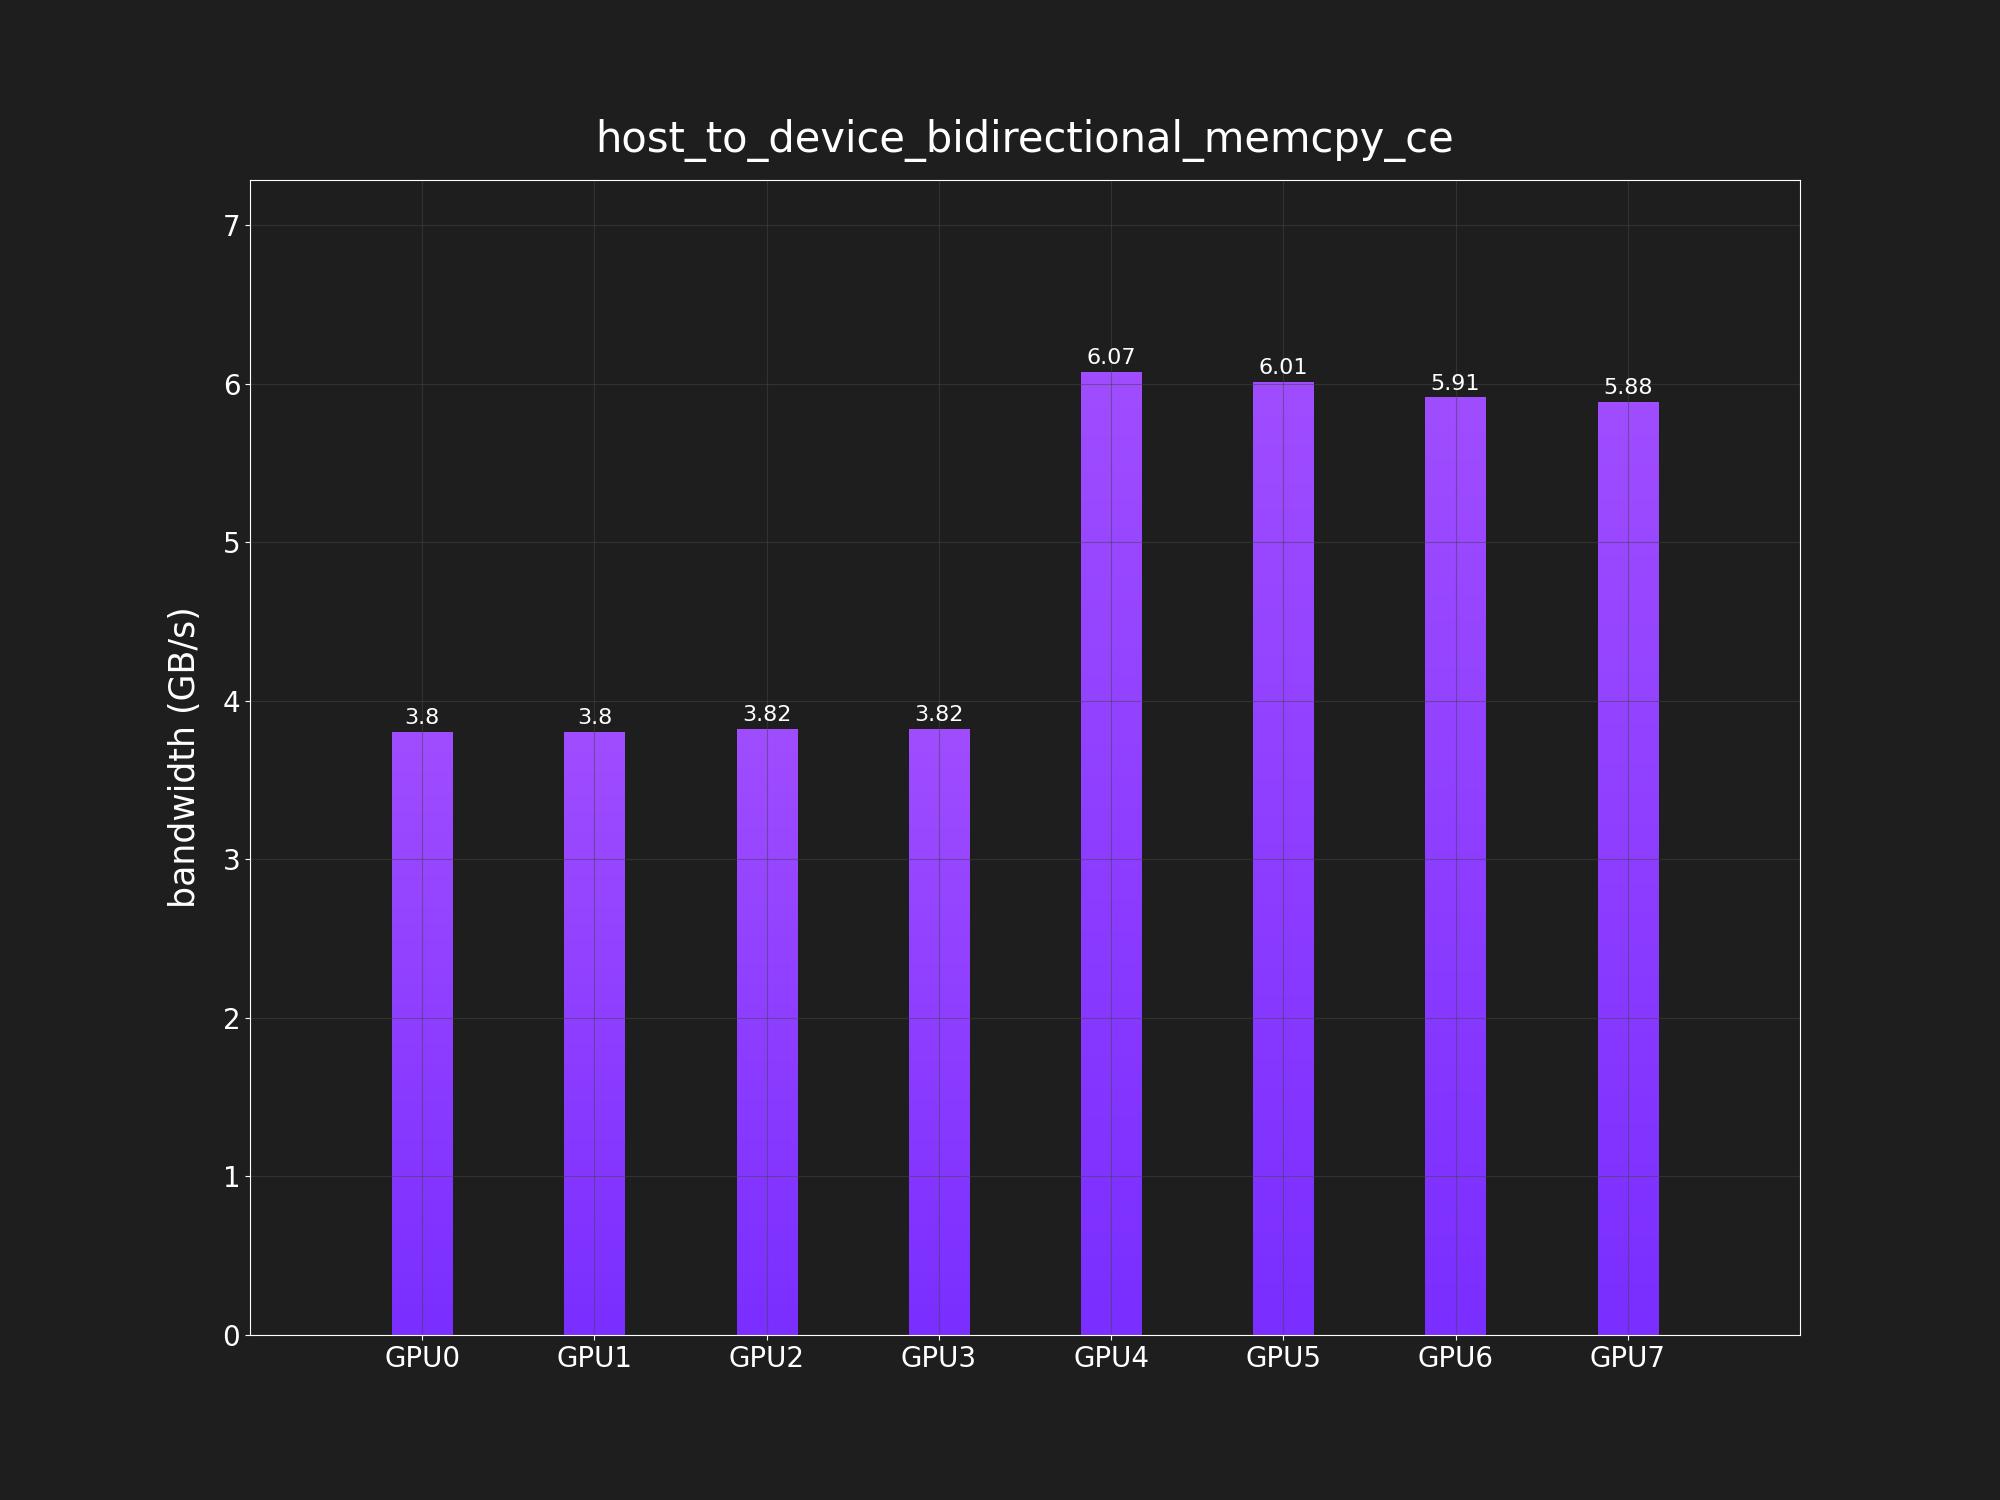 host_to_device_bidirectional_memcpy_ce
bandwidth (GB/s)
7
6
5
4
3
2
1
0
3.8
3.8
3.82
3.82
6.07
6.01
5.91
5.88
GPU0
GPU1
GPU2
GPU3
GPU4
GPU5
GPU6
GPU7